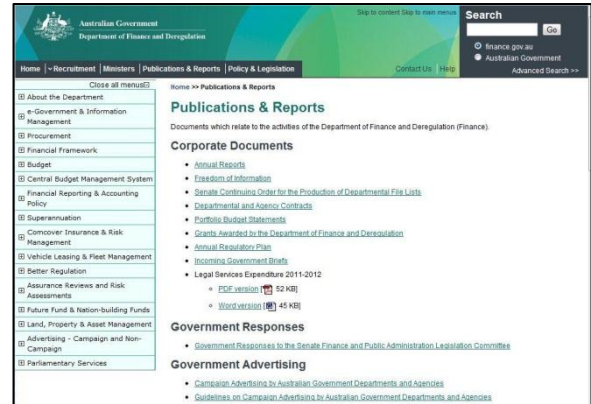 Australian Government
Department of Finance and Deregulation
Skip to content Skip to main menus
Search
Go
finance.gov.au
Australian Government
Advanced Search >>
Home | Recruitment | Ministers | Publications & Reports | Policy & Legislation
Contact Us | Help
Close all menus
About the Department
e-Government & Information
Management
Procurement
Financial Framework
Budget
Central Budget Management System
Financial Reporting & Accounting
Policy
Superannuation
Comcover Insurance & Risk
Management
Vehicle Leasing & Fleet Management
Better Regulation
Assurance Reviews and Risk
Assessments
Future Fund & Nation-building Funds
Land, Property & Asset Management
Advertising - Campaign and Non-
Campaign
Parliamentary Services
Home >> Publications & Reports
Publications & Reports
Documents which relate to the activities of the Department of Finance and Deregulation (Finance).
Corporate Documents
Annual Reports
Freedom of Information
Senate Continuing Order for the Production of Departmental File Lists
Departmental and Agency Contracts
Portfolio Budget Statements
Grants Awarded by the Department of Finance and Deregulation
Annual Regulatory Plan
Incoming Government Briefs
Legal Services Expenditure 2011-2012
PDF version [ 52 KB]
Word version [ 45 KB]
Government Responses
Government Responses to the Senate Finance and Public Administration Legislation Committee
Government Advertising
Campaign Advertising by Australian Government Departments and Agencies
Guidelines on Campaign Advertising by Australian Government Departments and Agencies